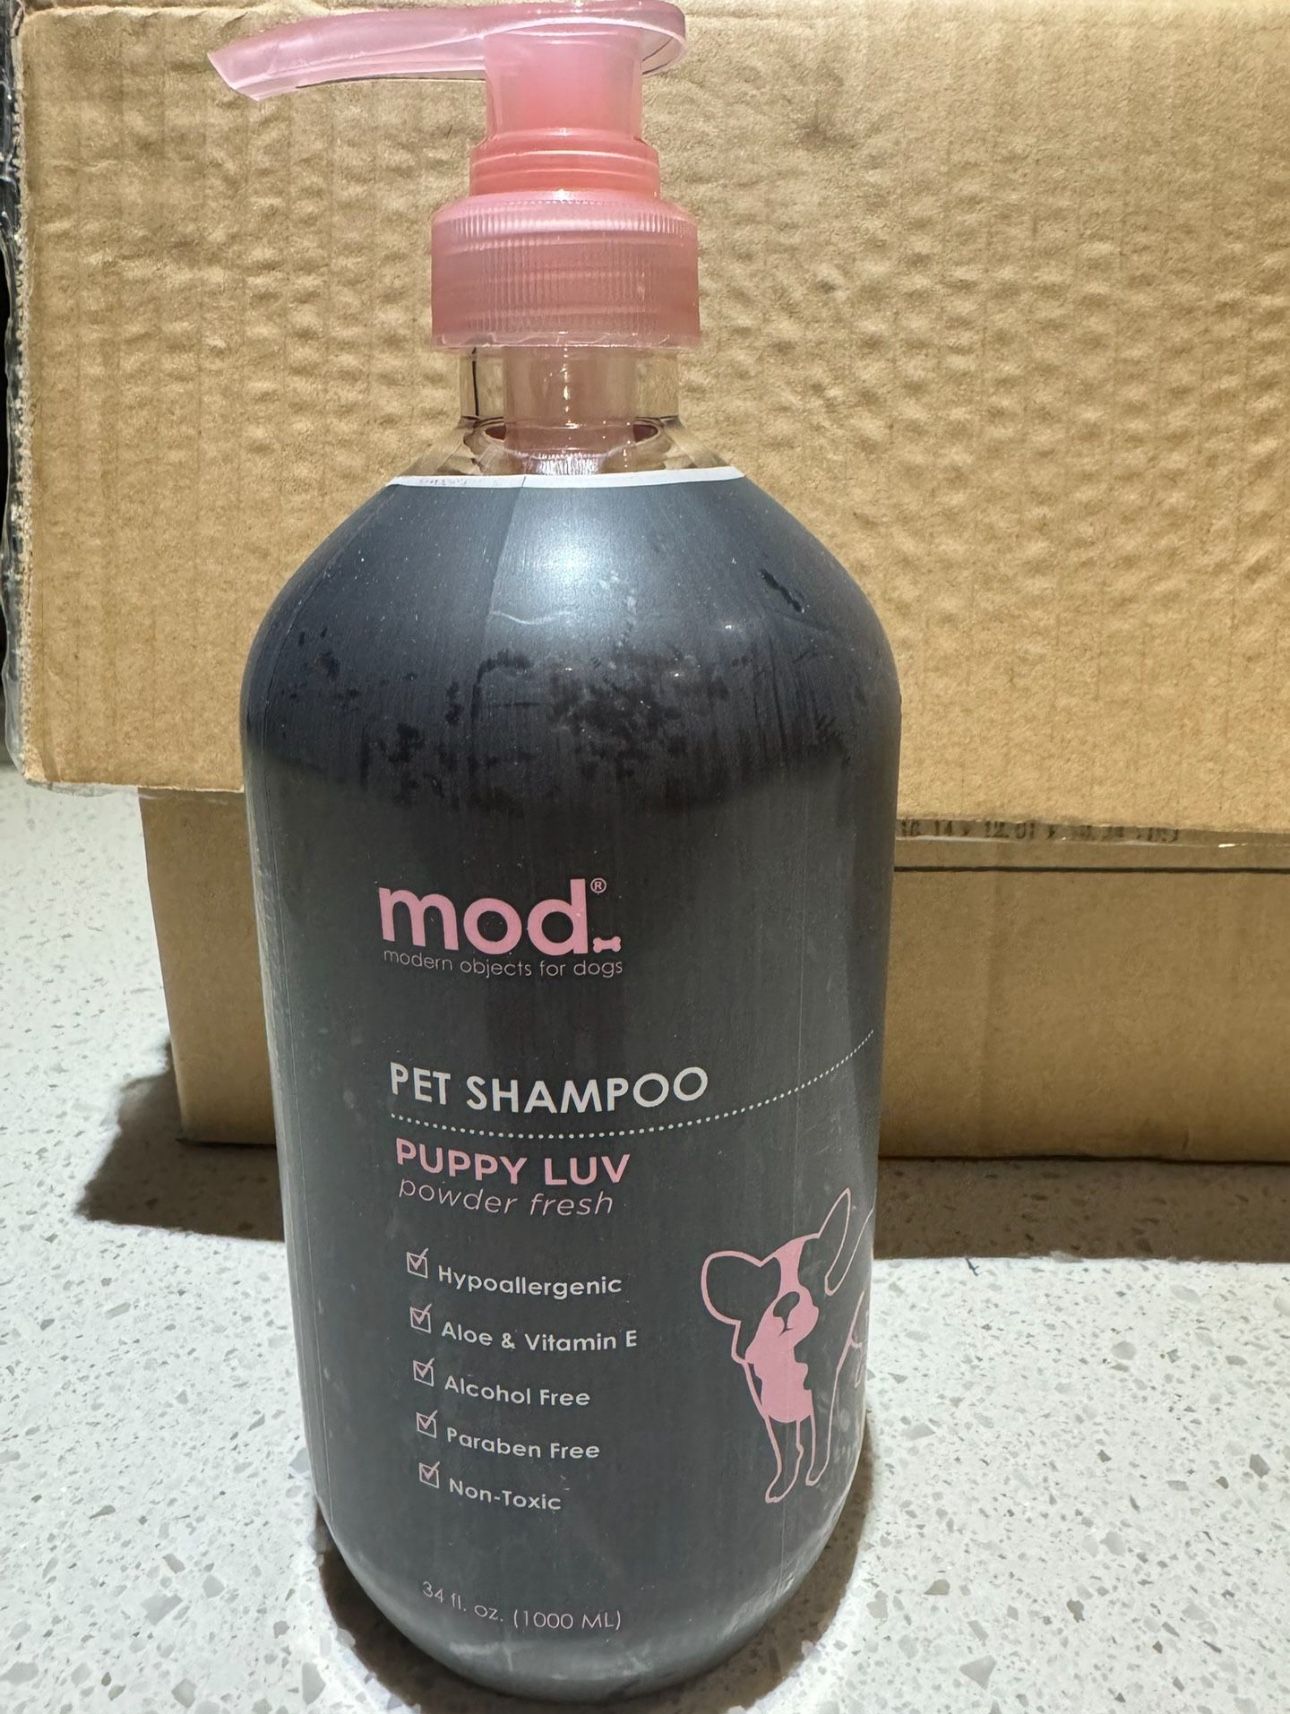 mod.®
modern objects for dogs
PET SHAMPOO
PUPPY LUV
powder fresh
Hypoallergenic
Aloe & Vitamin E
Alcohol Free
Paraben Free
Non-Toxic
34 fl. oz. (1000 ML)